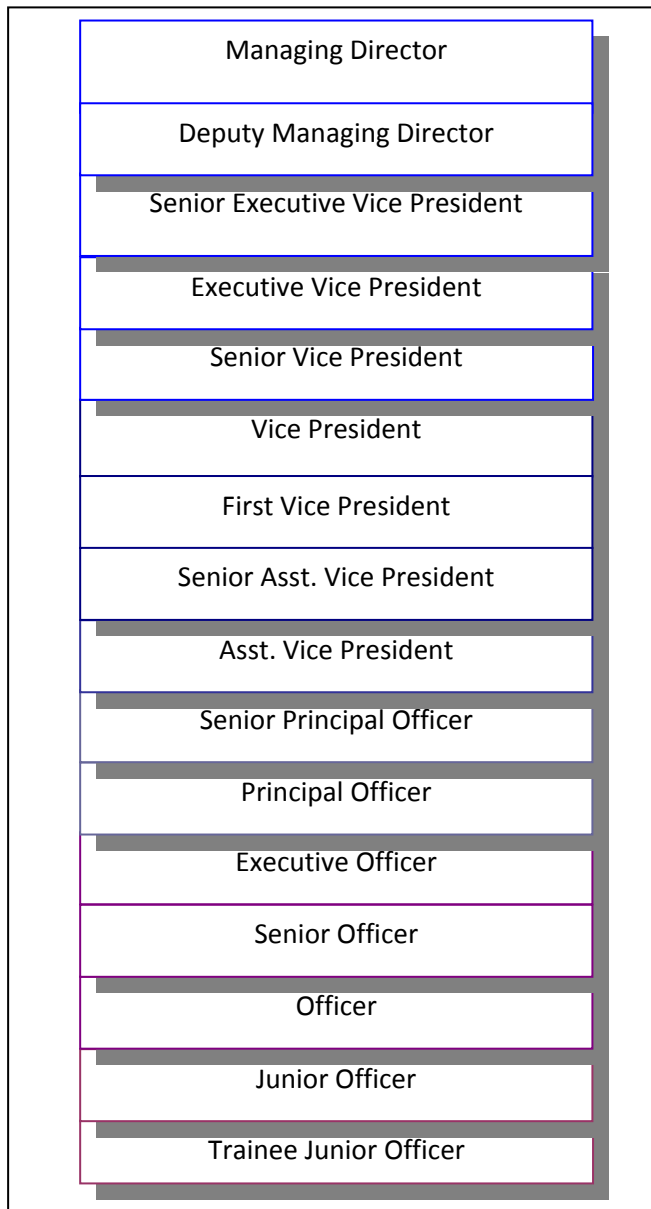 Managing Director
Deputy Managing Director
Senior Executive Vice President
Executive Vice President
Senior Vice President
Vice President
First Vice President
Senior Asst. Vice President
Asst. Vice President
Senior Principal Officer
Principal Officer
Executive Officer
Senior Officer
Officer
Junior Officer
Trainee Junior Officer